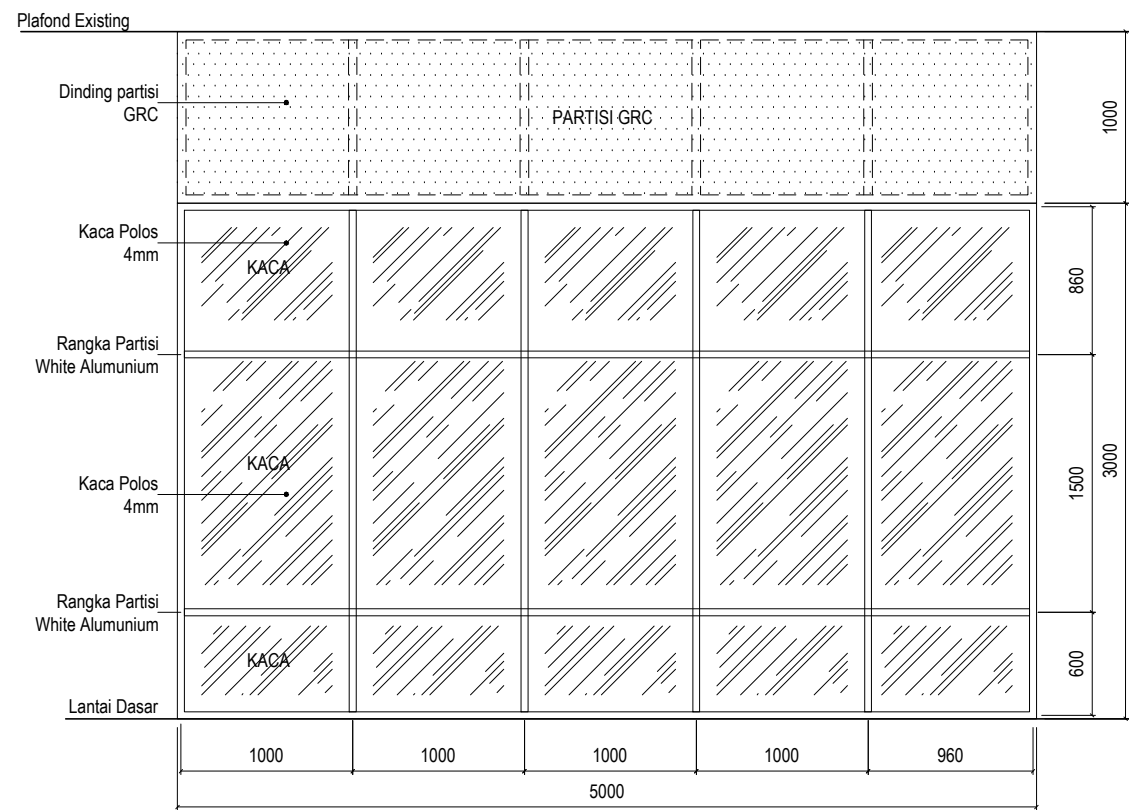 Plafond Existing
Dinding partisi
GRC
PARTISI GRC
1000
Kaca Polos
4mm
KACA
860
Rangka Partisi
White Alumunium
KACA
Kaca Polos
4mm
1500
3000
Rangka Partisi
White Alumunium
KACA
600
Lantai Dasar
1000
1000
1000
1000
960
5000